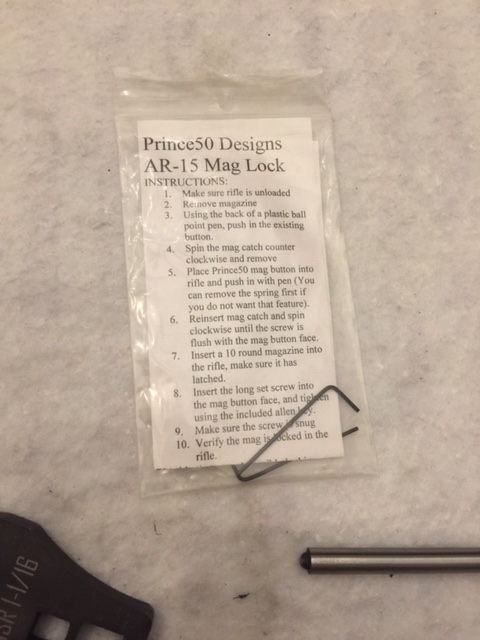 Prince50 Designs
AR-15 Mag Lock
INSTRUCTIONS:
1. Make sure rifle is unloaded
2. Remove magazine
3. Using the back of a plastic ball
point pen, push in the existing
button.
4. Spin the mag catch counter
clockwise and remove
5. Place Prince50 mag button into
rifle and push in with pen (You
can remove the spring first if
you do not want that feature).
6. Reinsert mag catch and spin
clockwise until the screw is
flush with the mag button face.
7. Insert a 10 round magazine into
the rifle, make sure it has
latched.
8. Insert the long set screw into
the mag button face, and tighten
using the included allen key.
9. Make sure the screw is snug
10. Verify the mag is locked in the
rifle.
SR 1-1/16